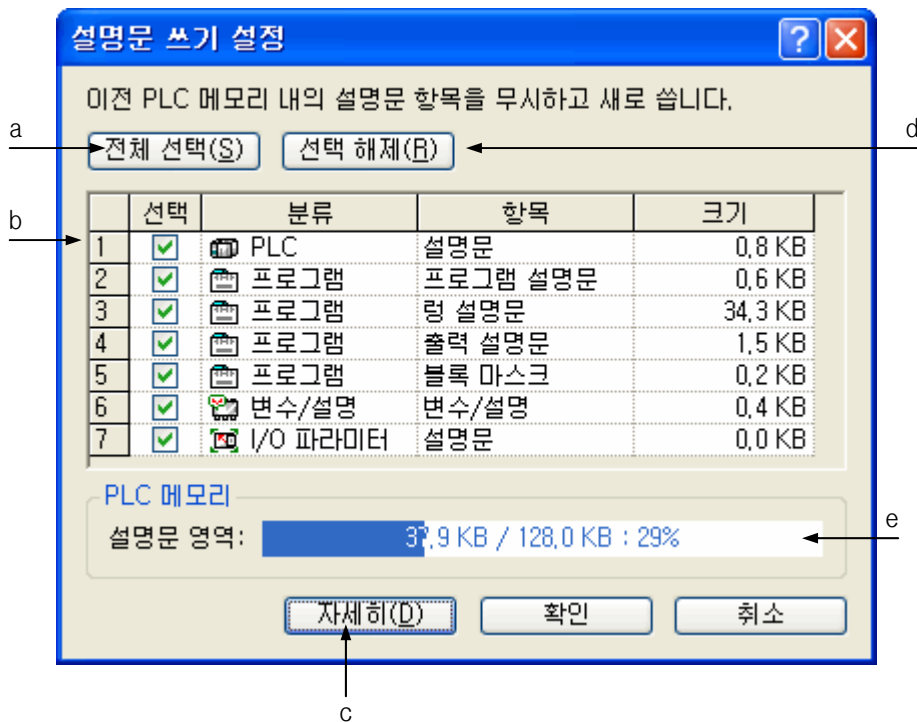 설명문 쓰기 설정
이전 PLC 메모리 내의 설명문 항목을 무시하고 새로 씁니다.
a 전체 선택(S) 선택 해제(R) d
선택 분류 항목 크기
b
1 PLC 설명문 0,8 KB
2 프로그램 프로그램 설명문 0,6 KB
3 프로그램 렁 설명문 34,3 KB
4 프로그램 출력 설명문 1,5 KB
5 프로그램 블록 마스크 0,2 KB
6 변수/설명 변수/설명 0,4 KB
7 I/O 파라미터 설명문 0,0 KB
PLC 메모리
설명문 영역: 37,9 KB / 128,0 KB : 29% e
자세히(D) 확인 취소
c